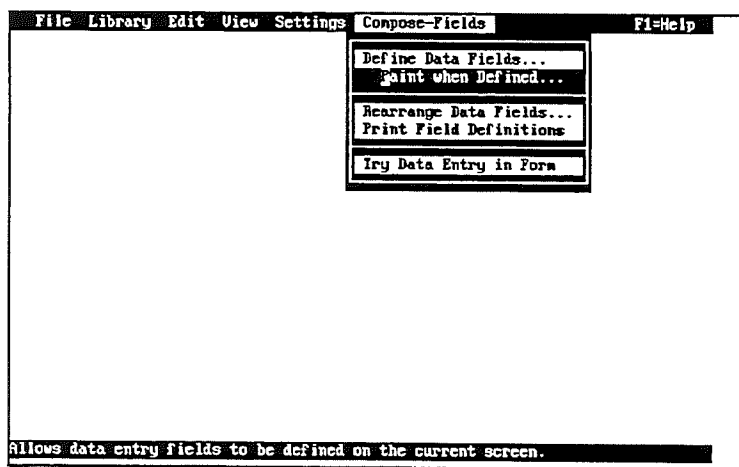 File Library Edit View Settings Compose-Fields F1=Help
Define Data Fields...
Paint when Defined...
Rearrange Data Fields...
Print Field Definitions
Try Data Entry in Form
Allows data entry fields to be defined on the current screen.